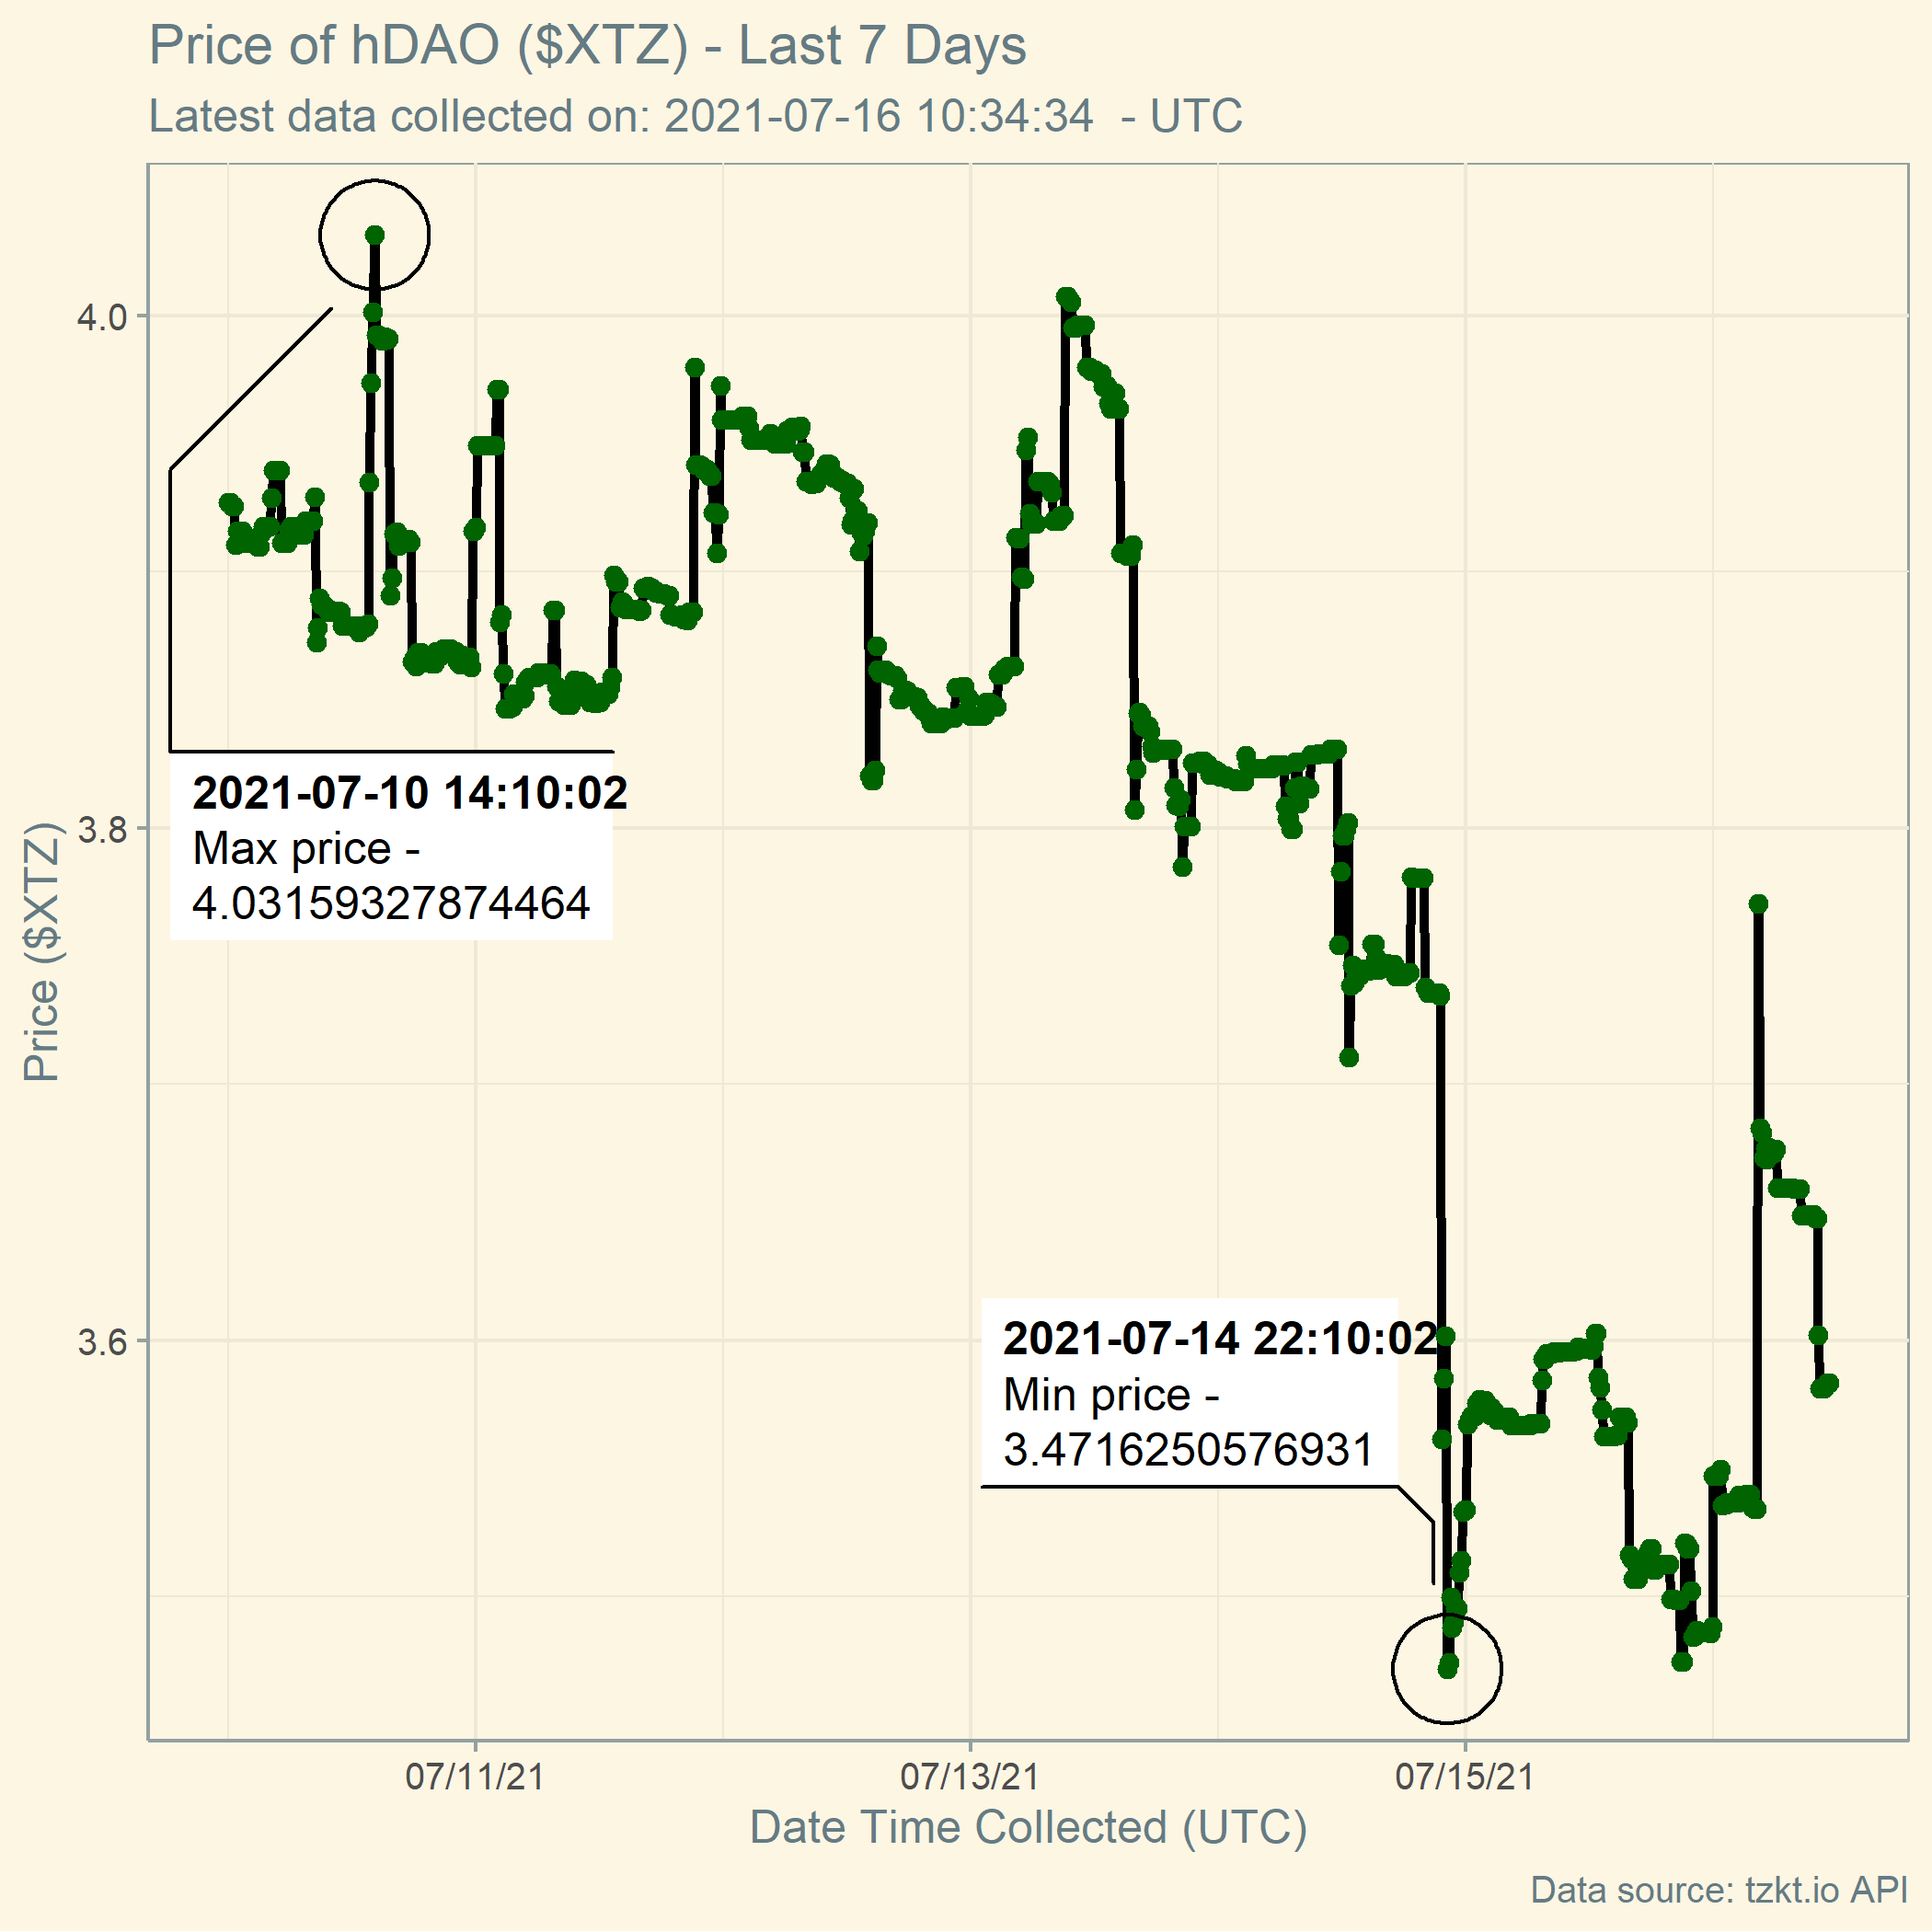 Price of hDAO ($XTZ) - Last 7 Days
Latest data collected on: 2021-07-16 10:34:34  - UTC
4.0
3.8
3.6
Price ($XTZ)
2021-07-10 14:10:02
Max price -
4.03159327874464
2021-07-14 22:10:02
Min price -
3.4716250576931
07/11/21
07/13/21
07/15/21
Date Time Collected (UTC)
Data source: tzkt.io API